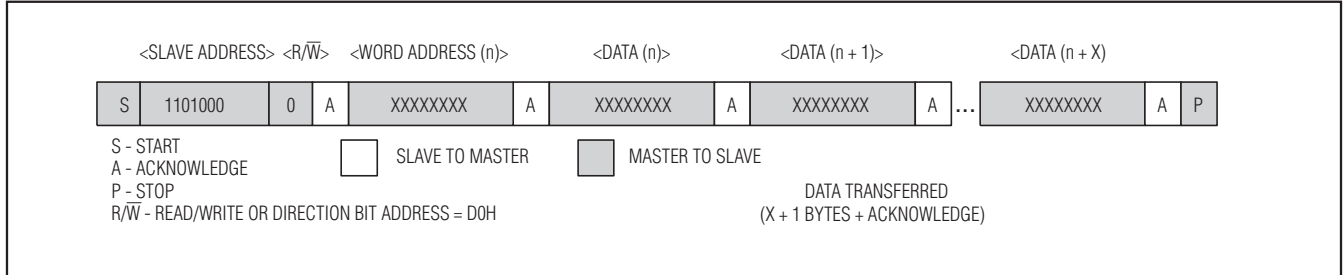 <SLAVE ADDRESS> <R/W̅> <WORD ADDRESS (n)> <DATA (n)> <DATA (n + 1)> <DATA (n + X)
S 1101000 0 A XXXXXXXX A XXXXXXXX A XXXXXXXX A ... XXXXXXXX A P
S - START
A - ACKNOWLEDGE
P - STOP
R/W̅ - READ/WRITE OR DIRECTION BIT ADDRESS = D0H
SLAVE TO MASTER
MASTER TO SLAVE
DATA TRANSFERRED
(X + 1 BYTES + ACKNOWLEDGE)